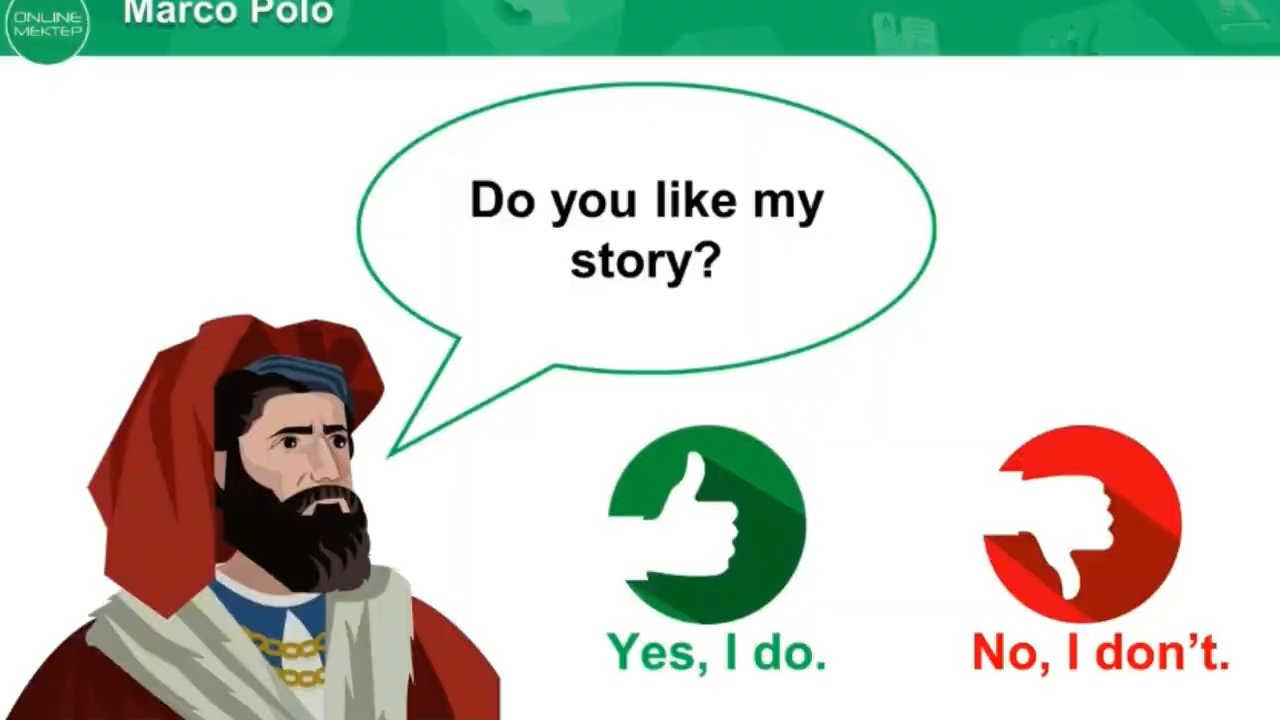 Marco Polo
ONLINE
MEKTEP
Do you like my
story?
Yes, I do.
No, I don’t.